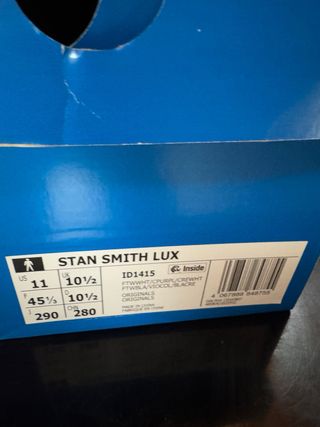 STAN SMITH LUX
US 11 UK 10½
F 45⅓ D 10½
J 290 CHN 280
ID1415
Inside
FTWWHT/CPURPL/CREWHT
FTWBLA/VIOCOL/BLACRE
ORIGINALS
ORIGINALS
MADE IN CHINA
FABRIQUE EN CHINE